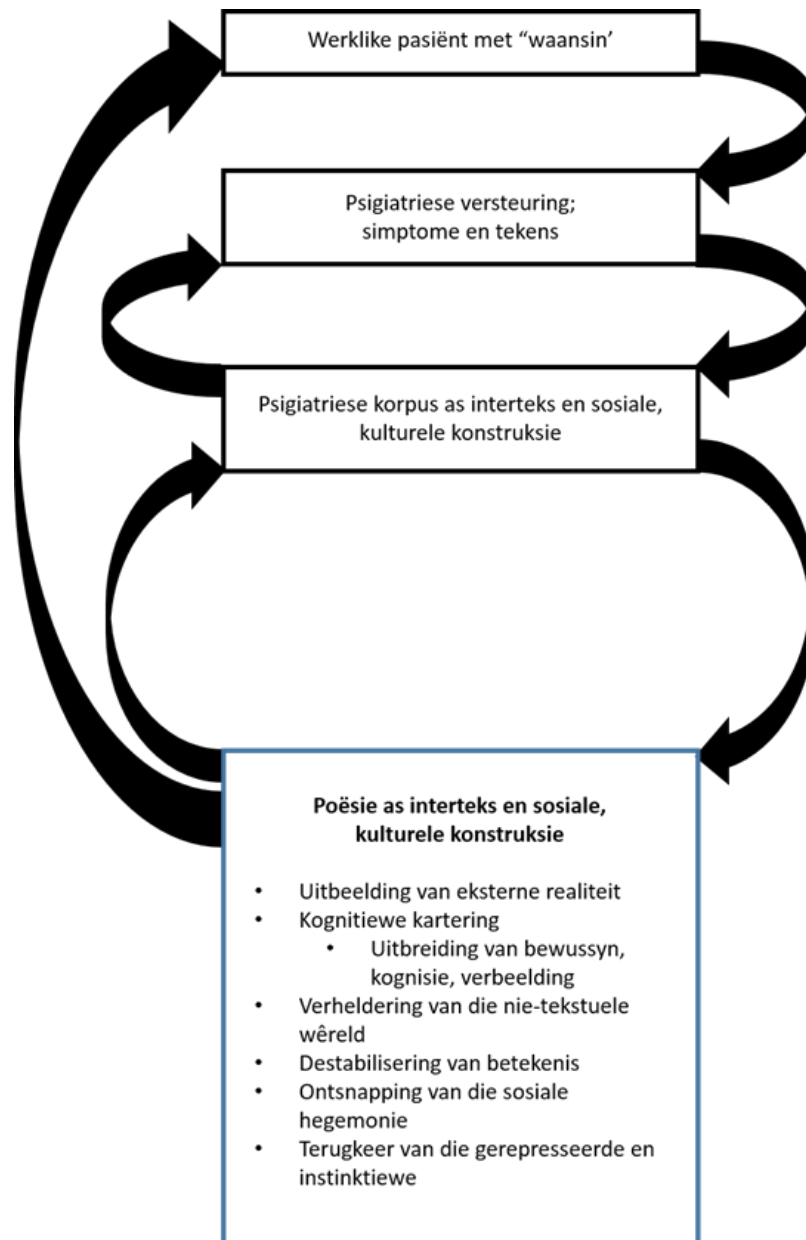 Werklike pasiënt met “waansin’
Psigiatriese versteuring;
simptome en tekens
Psigiatriese korpus as interteks en sosiale,
kulturele konstruksie
Poësie as interteks en sosiale,
kulturele konstruksie
• Uitbeelding van eksterne realiteit
• Kognitiewe kartering
• Uitbreiding van bewussyn,
kognisie, verbeelding
• Verheldering van die nie-tekstuele
wêreld
• Destabilisering van betekenis
• Ontsnapping van die sosiale
hegemonie
• Terugkeer van die gerepresseerde en
instinktiewe